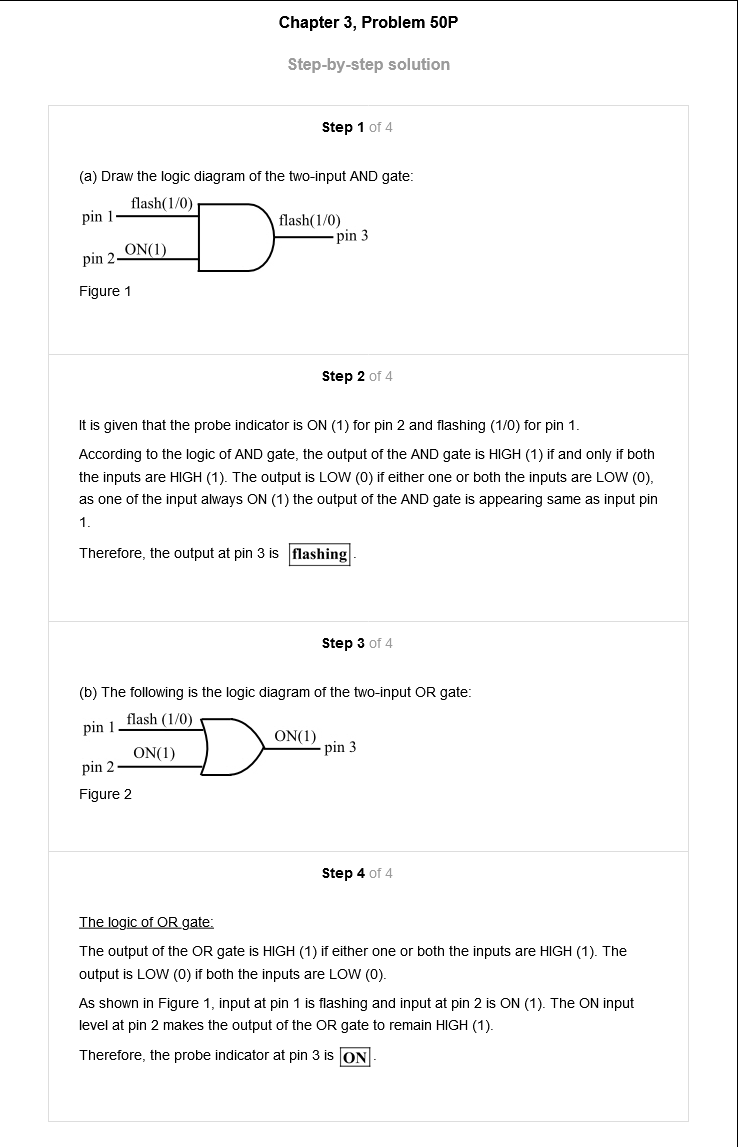 Chapter 3, Problem 50P
Step-by-step solution
Step 1 of 4
(a) Draw the logic diagram of the two-input AND gate:
flash(1/0)
pin 1
flash(1/0)
pin 3
ON(1)
pin 2
Figure 1
Step 2 of 4
It is given that the probe indicator is ON (1) for pin 2 and flashing (1/0) for pin 1.
According to the logic of AND gate, the output of the AND gate is HIGH (1) if and only if both
the inputs are HIGH (1). The output is LOW (0) if either one or both the inputs are LOW (0),
as one of the input always ON (1) the output of the AND gate is appearing same as input pin
1.
Therefore, the output at pin 3 is flashing.
Step 3 of 4
(b) The following is the logic diagram of the two-input OR gate:
flash (1/0)
pin 1
ON(1)
pin 3
ON(1)
pin 2
Figure 2
Step 4 of 4
The logic of OR gate:
The output of the OR gate is HIGH (1) if either one or both the inputs are HIGH (1). The
output is LOW (0) if both the inputs are LOW (0).
As shown in Figure 1, input at pin 1 is flashing and input at pin 2 is ON (1). The ON input
level at pin 2 makes the output of the OR gate to remain HIGH (1).
Therefore, the probe indicator at pin 3 is ON.